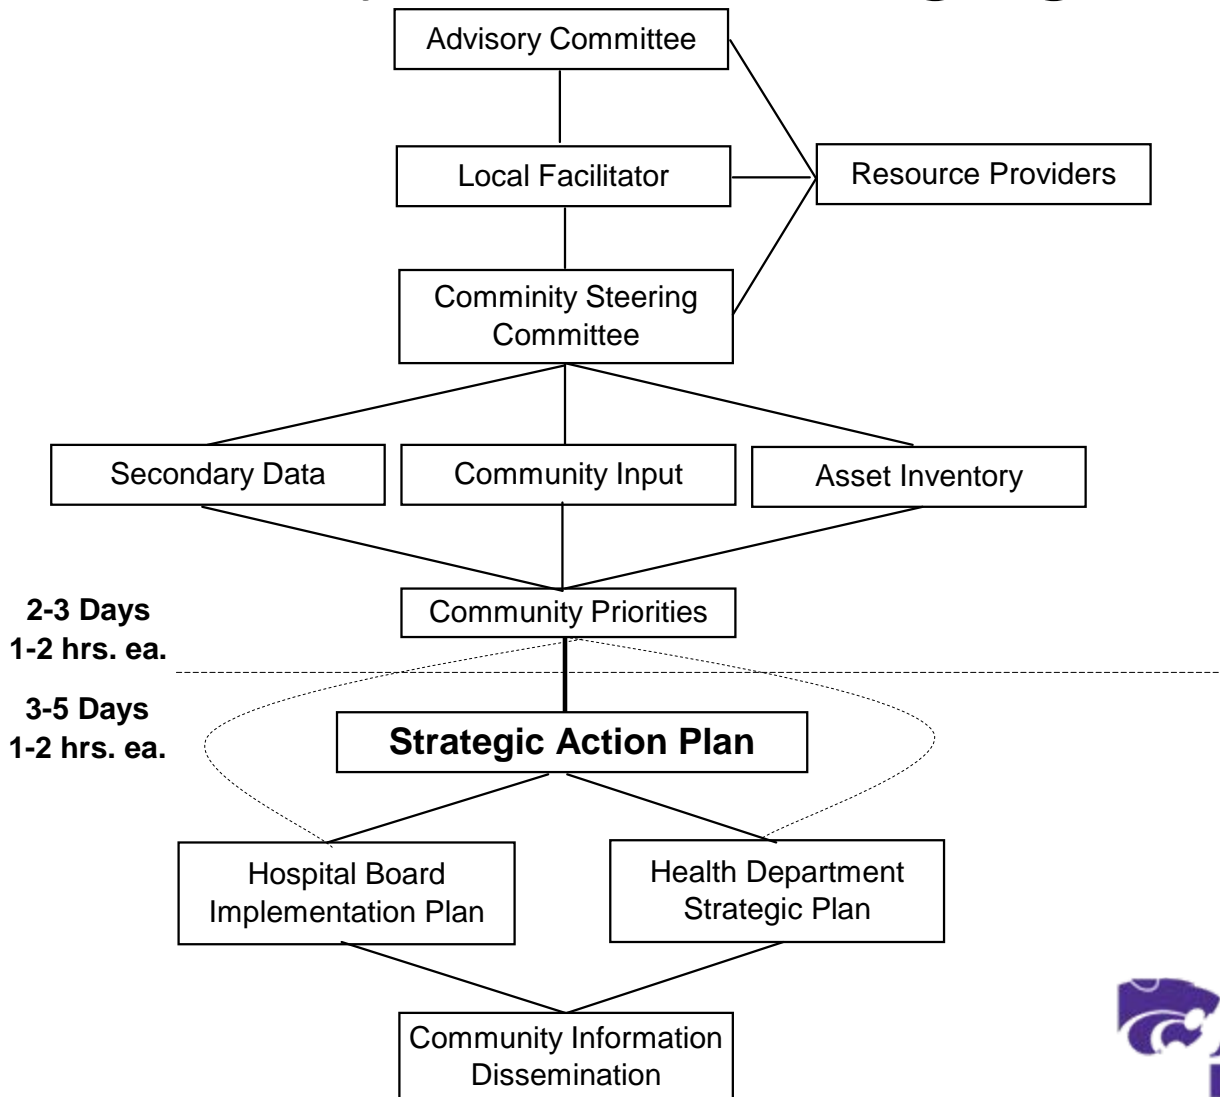 Advisory Committee
Local Facilitator
Resource Providers
Comminity Steering
Committee
Secondary Data
Community Input
Asset Inventory
2-3 Days
1-2 hrs. ea.
Community Priorities
3-5 Days
1-2 hrs. ea.
Strategic Action Plan
Hospital Board
Implementation Plan
Health Department
Strategic Plan
Community Information
Dissemination